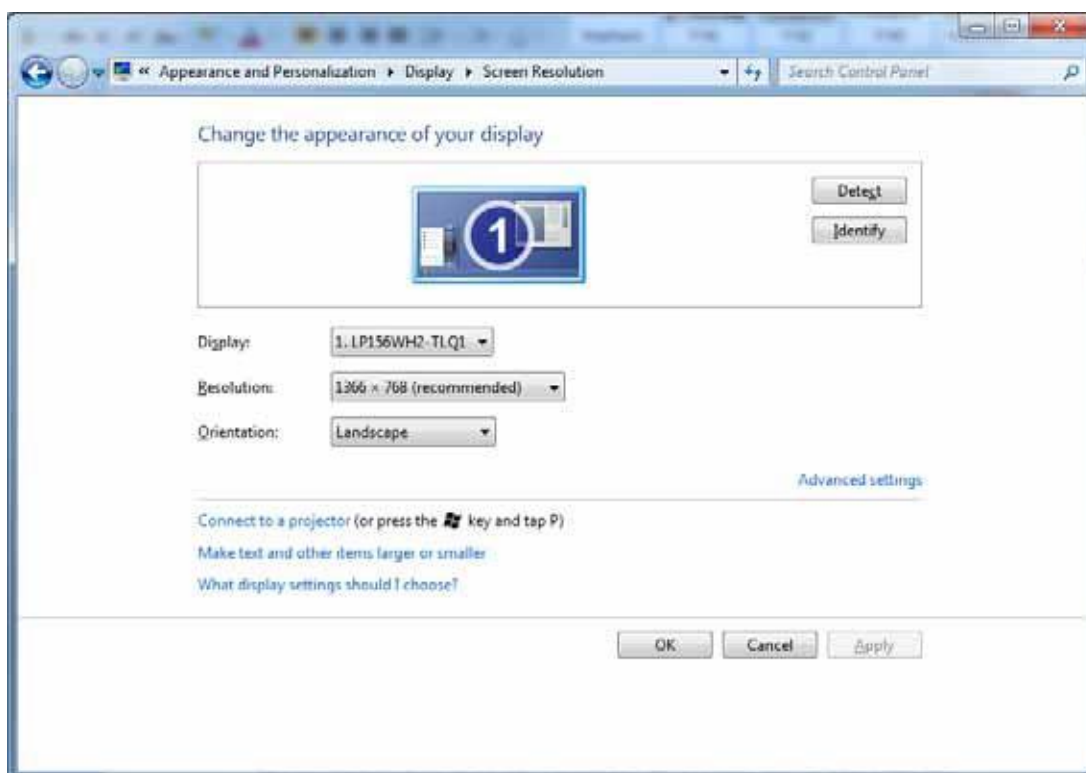 « Appearance and Personalization ▸ Display ▸ Screen Resolution Search Control Panel
Change the appearance of your display
1
Detect
Identify
Display: 1. LP156WH2-TLQ1
Resolution: 1366 × 768 (recommended)
Orientation: Landscape
Advanced settings
Connect to a projector (or press the key and tap P)
Make text and other items larger or smaller
What display settings should I choose?
OK Cancel Apply